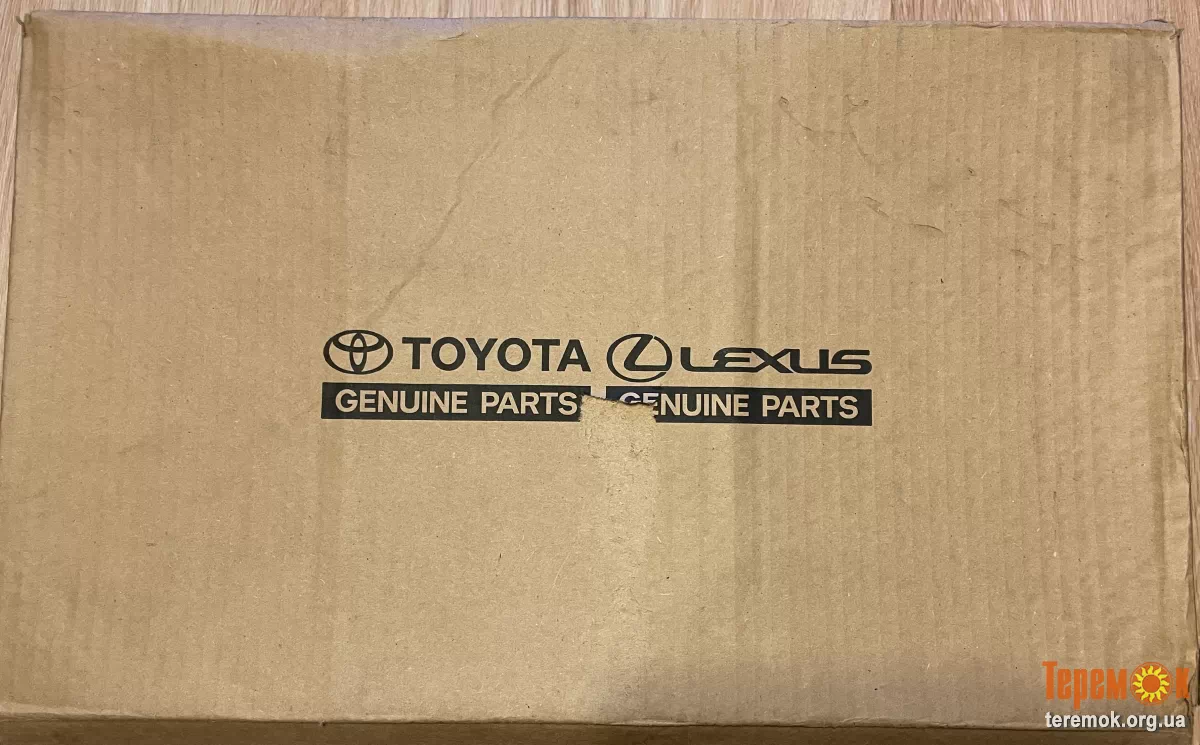 TOYOTA LEXUS
GENUINE PARTS GENUINE PARTS
Теремок
teremok.org.ua